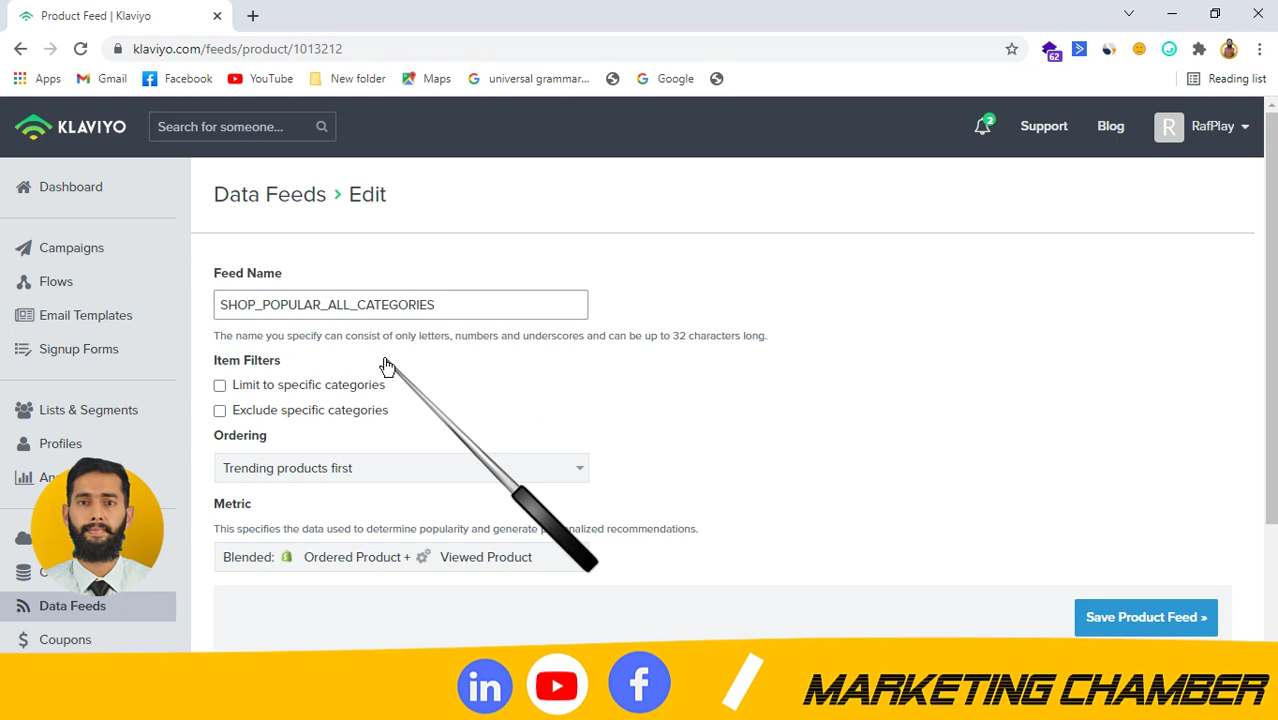 Product Feed | Klaviyo
klaviyo.com/feeds/product/1013212
62
Apps
Gmail
Facebook
YouTube
New folder
Maps
universal grammar...
Google
Reading list
KLAVIYO
Search for someone...
2
Support
Blog
R
RafPlay
Dashboard
Campaigns
Flows
Email Templates
Signup Forms
Lists & Segments
Profiles
Data Feeds
Coupons
Data Feeds › Edit
Feed Name
SHOP_POPULAR_ALL_CATEGORIES
The name you specify can consist of only letters, numbers and underscores and can be up to 32 characters long.
Item Filters
Limit to specific categories
Exclude specific categories
Ordering
Trending products first
Metric
This specifies the data used to determine popularity and generate recommendations.
Blended: Ordered Product + Viewed Product
Save Product Feed »
in
f
MARKETING CHAMBER